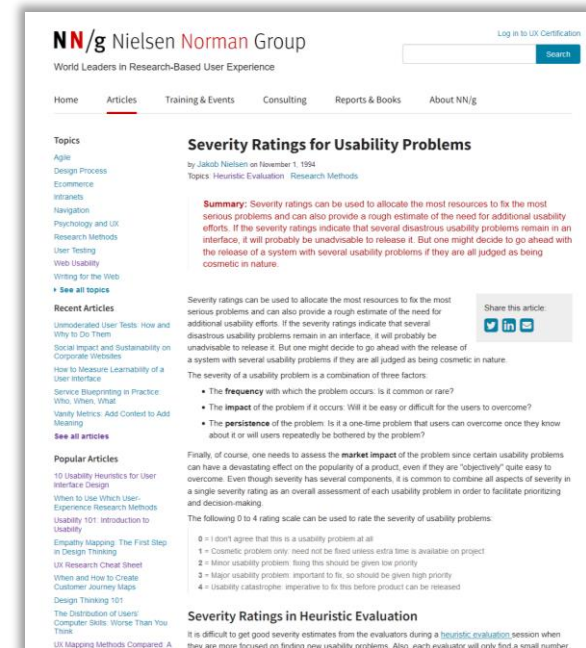 NN/g Nielsen Norman Group
World Leaders in Research-Based User Experience
Log in to UX Certification
Search
Home Articles Training & Events Consulting Reports & Books About NN/g
Topics
Agile
Design Process
Ecommerce
Intranets
Navigation
Psychology and UX
Research Methods
User Testing
Web Usability
Writing for the Web
See all topics
Recent Articles
Unmoderated User Tests: How and
Why to Do Them
Social Impact and Sustainability on
Corporate Websites
How to Measure Learnability of a
User Interface
Service Blueprinting in Practice:
Who, When, What
Vanity Metrics: Add Context to Add
Meaning
See all articles
Popular Articles
10 Usability Heuristics for User
Interface Design
When to Use Which User-
Experience Research Methods
Usability 101: Introduction to
Usability
Empathy Mapping: The First Step
in Design Thinking
UX Research Cheat Sheet
When and How to Create
Customer Journey Maps
Design Thinking 101
The Distribution of Users'
Computer Skills: Worse Than You
Think
UX Mapping Methods Compared: A
Severity Ratings for Usability Problems
by Jakob Nielsen on November 1, 1994
Topics: Heuristic Evaluation Research Methods
Summary: Severity ratings can be used to allocate the most resources to fix the most
serious problems and can also provide a rough estimate of the need for additional usability
efforts. If the severity ratings indicate that several disastrous usability problems remain in an
interface, it will probably be unadvisable to release it. But one might decide to go ahead with
the release of a system with several usability problems if they are all judged as being
cosmetic in nature.
Severity ratings can be used to allocate the most resources to fix the most
serious problems and can also provide a rough estimate of the need for
additional usability efforts. If the severity ratings indicate that several
disastrous usability problems remain in an interface, it will probably be
unadvisable to release it. But one might decide to go ahead with the release of
a system with several usability problems if they are all judged as being cosmetic in nature.
Share this article:
The severity of a usability problem is a combination of three factors:
• The frequency with which the problem occurs: Is it common or rare?
• The impact of the problem if it occurs: Will it be easy or difficult for the users to overcome?
• The persistence of the problem: Is it a one-time problem that users can overcome once they know
about it or will users repeatedly be bothered by the problem?
Finally, of course, one needs to assess the market impact of the problem since certain usability problems
can have a devastating effect on the popularity of a product, even if they are "objectively" quite easy to
overcome. Even though severity has several components, it is common to combine all aspects of severity in
a single severity rating as an overall assessment of each usability problem in order to facilitate prioritizing
and decision-making.
The following 0 to 4 rating scale can be used to rate the severity of usability problems:
0 = I don't agree that this is a usability problem at all
1 = Cosmetic problem only: need not be fixed unless extra time is available on project
2 = Minor usability problem: fixing this should be given low priority
3 = Major usability problem: important to fix, so should be given high priority
4 = Usability catastrophe: imperative to fix this before product can be released
Severity Ratings in Heuristic Evaluation
It is difficult to get good severity estimates from the evaluators during a heuristic evaluation session when
they are more focused on finding new usability problems. Also, each evaluator will only find a small number